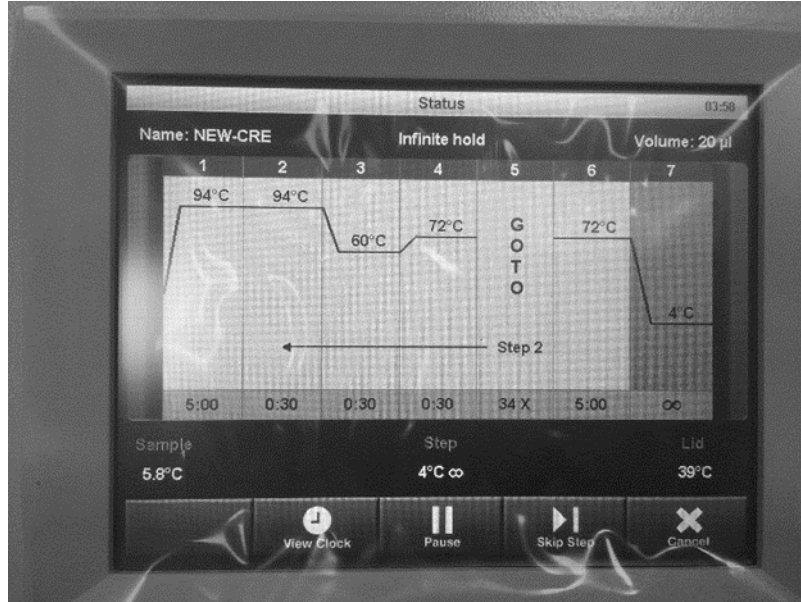 Status 03:58
Name: NEW-CRE Infinite hold Volume: 20 µl
1 2 3 4 5 6 7
94°C 94°C 60°C 72°C GOTO 72°C 4°C
Step 2
5:00 0:30 0:30 0:30 34 X 5:00 ∞
Sample Step Lid
5.8°C 4°C ∞ 39°C
View Clock Pause Skip Step Cancel